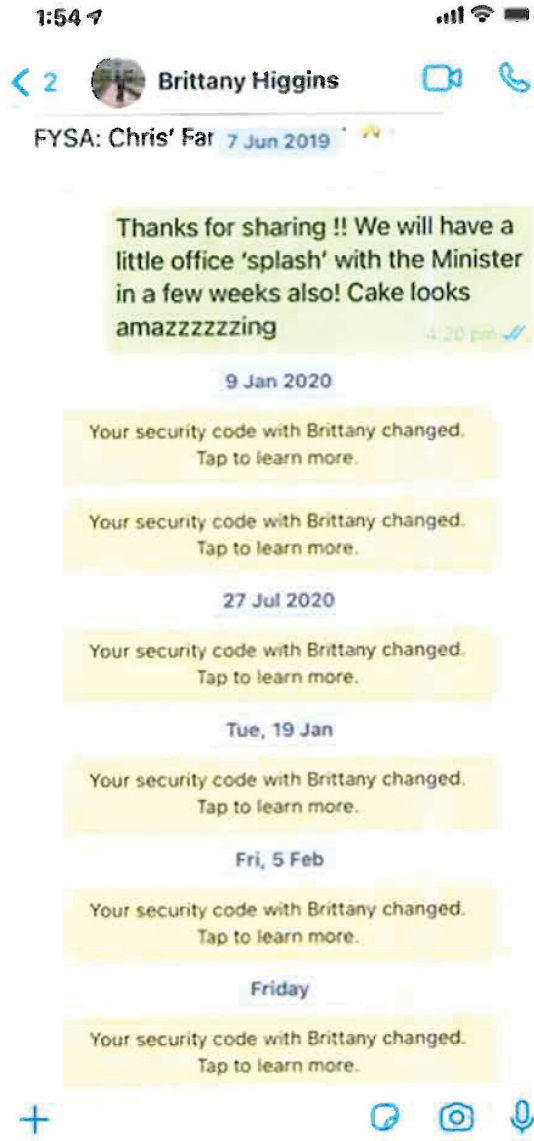 1:54
2 Brittany Higgins
FYSA: Chris' Far 7 Jun 2019
Thanks for sharing !! We will have a
little office 'splash' with the Minister
in a few weeks also! Cake looks
amazzzzzzing
4:20 pm
9 Jan 2020
Your security code with Brittany changed.
Tap to learn more.
Your security code with Brittany changed.
Tap to learn more.
27 Jul 2020
Your security code with Brittany changed.
Tap to learn more.
Tue, 19 Jan
Your security code with Brittany changed.
Tap to learn more.
Fri, 5 Feb
Your security code with Brittany changed.
Tap to learn more.
Friday
Your security code with Brittany changed.
Tap to learn more.